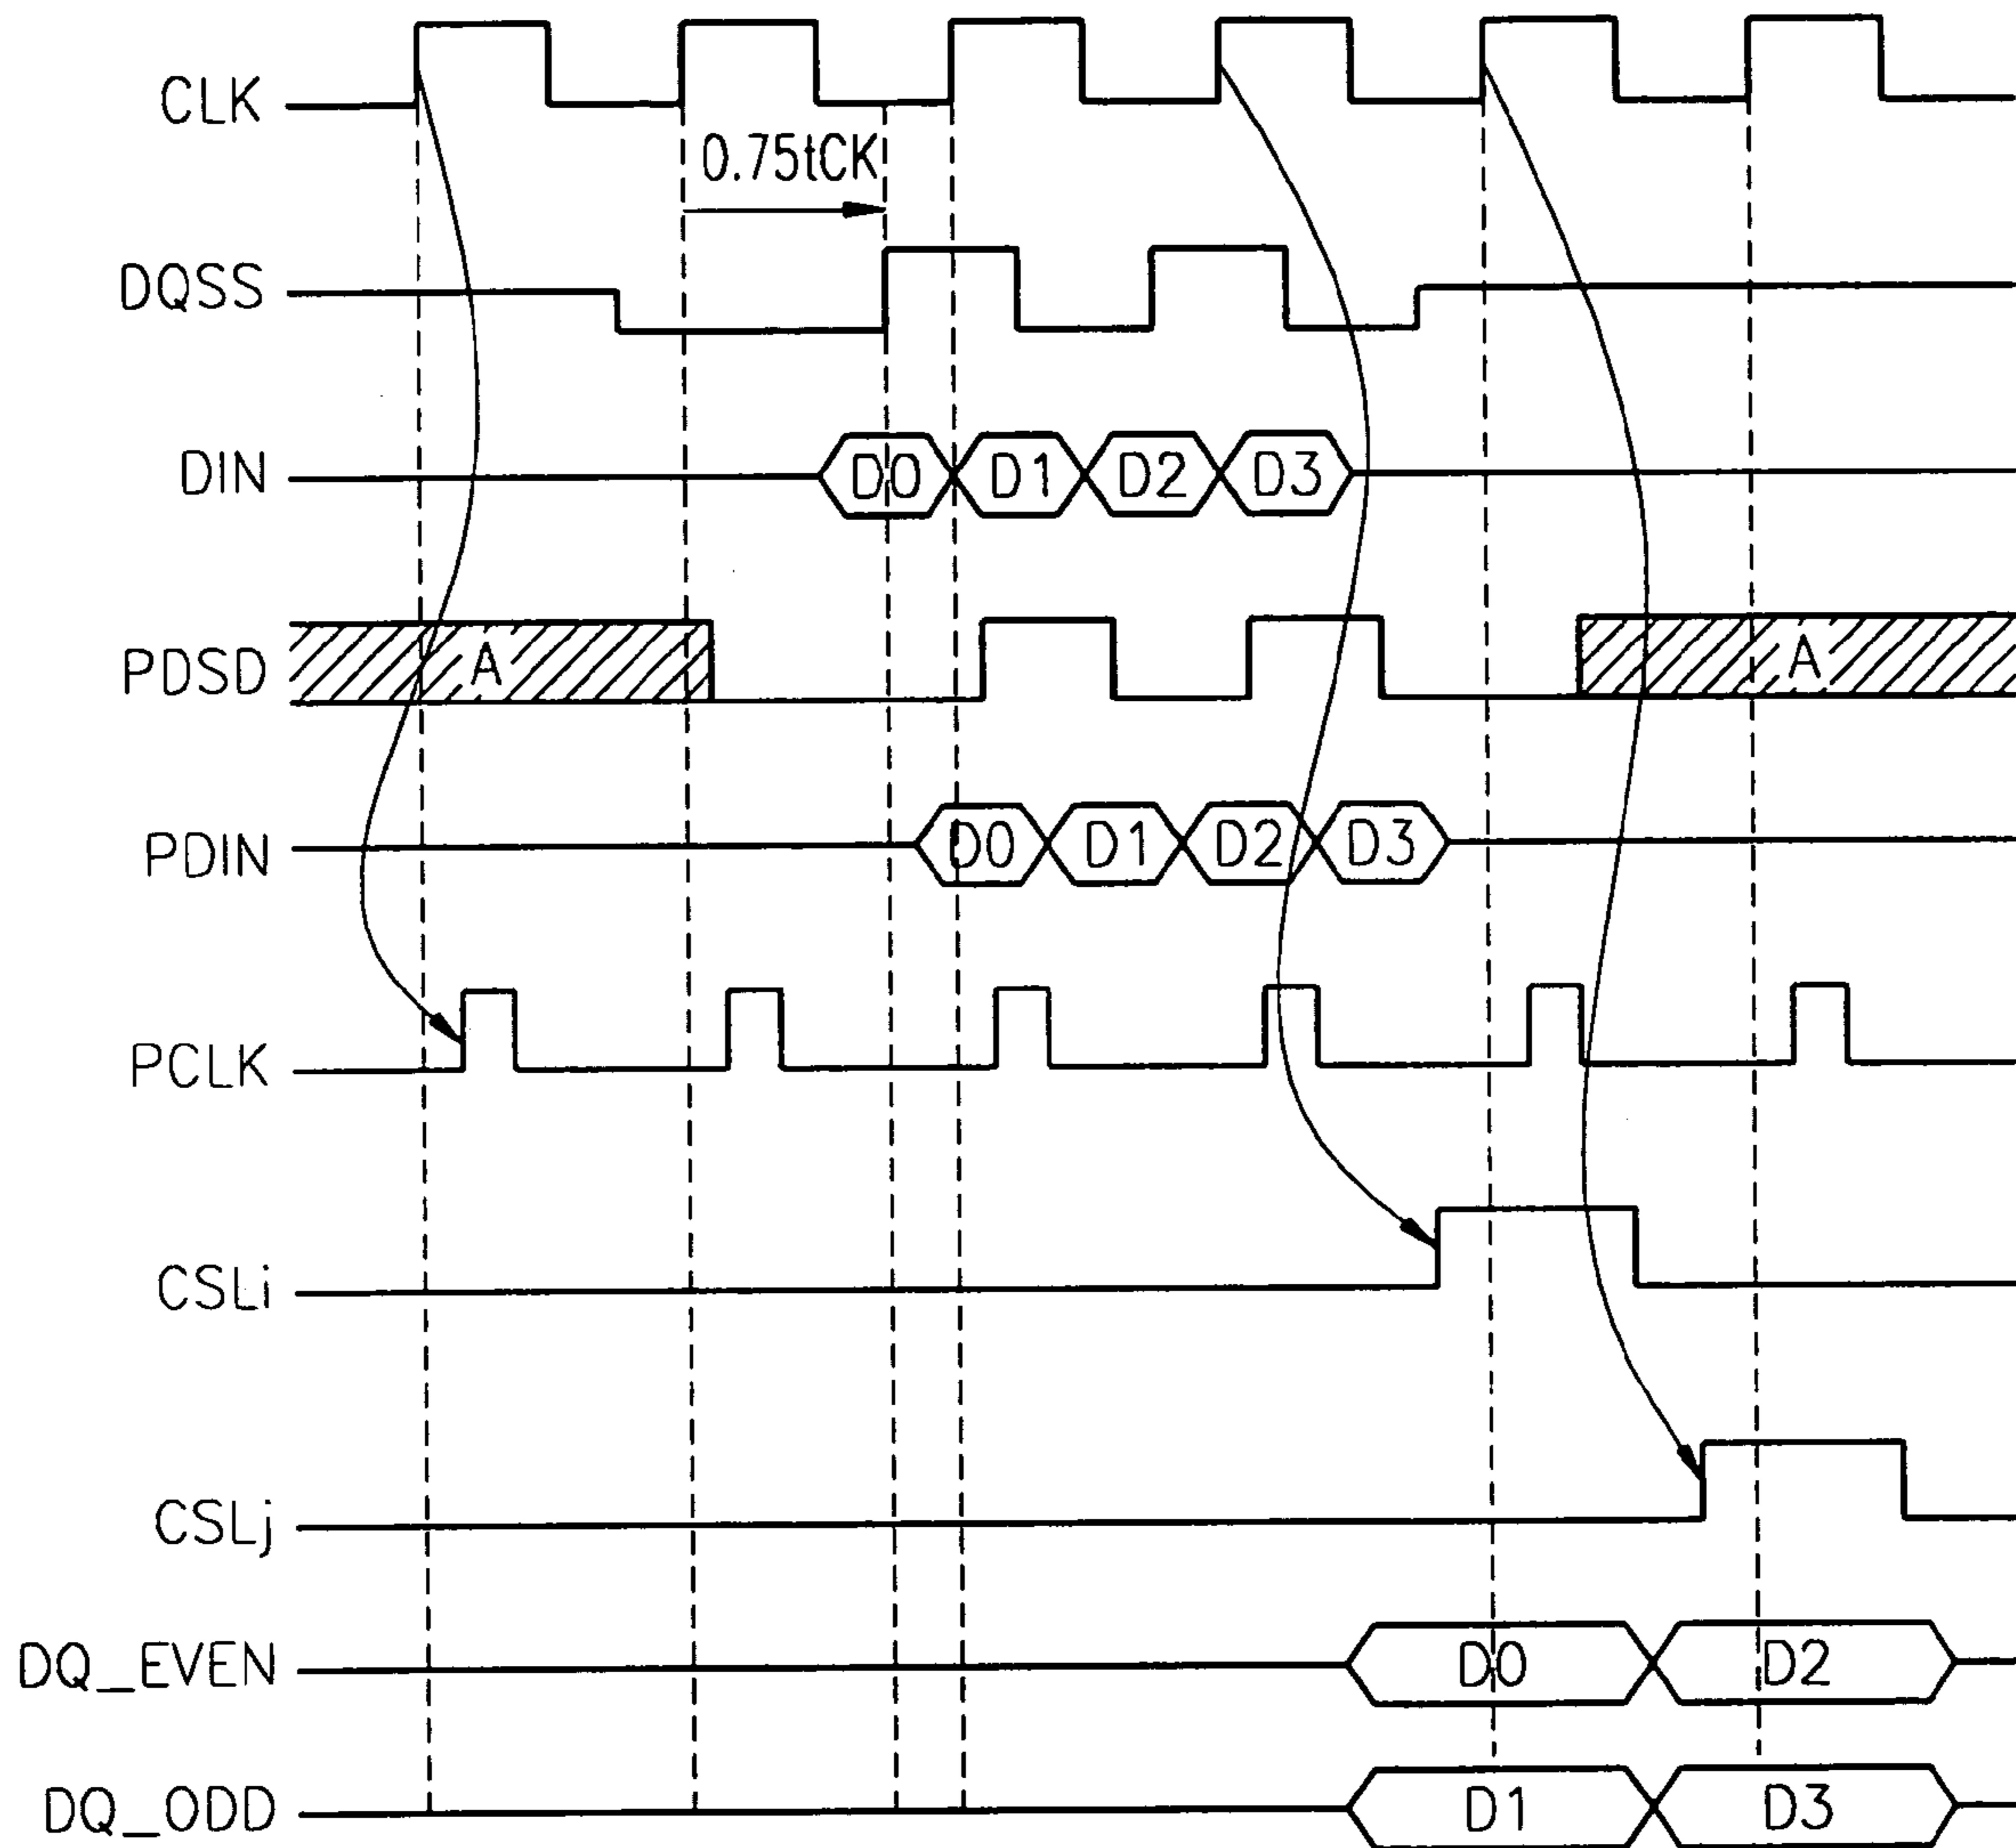 CLK
0.75tCK
DQSS
DIN D0 D1 D2 D3
PDSD A A
PDIN D0 D1 D2 D3
PCLK
CSLi
CSLj
DQ_EVEN D0 D2
DQ_ODD D1 D3